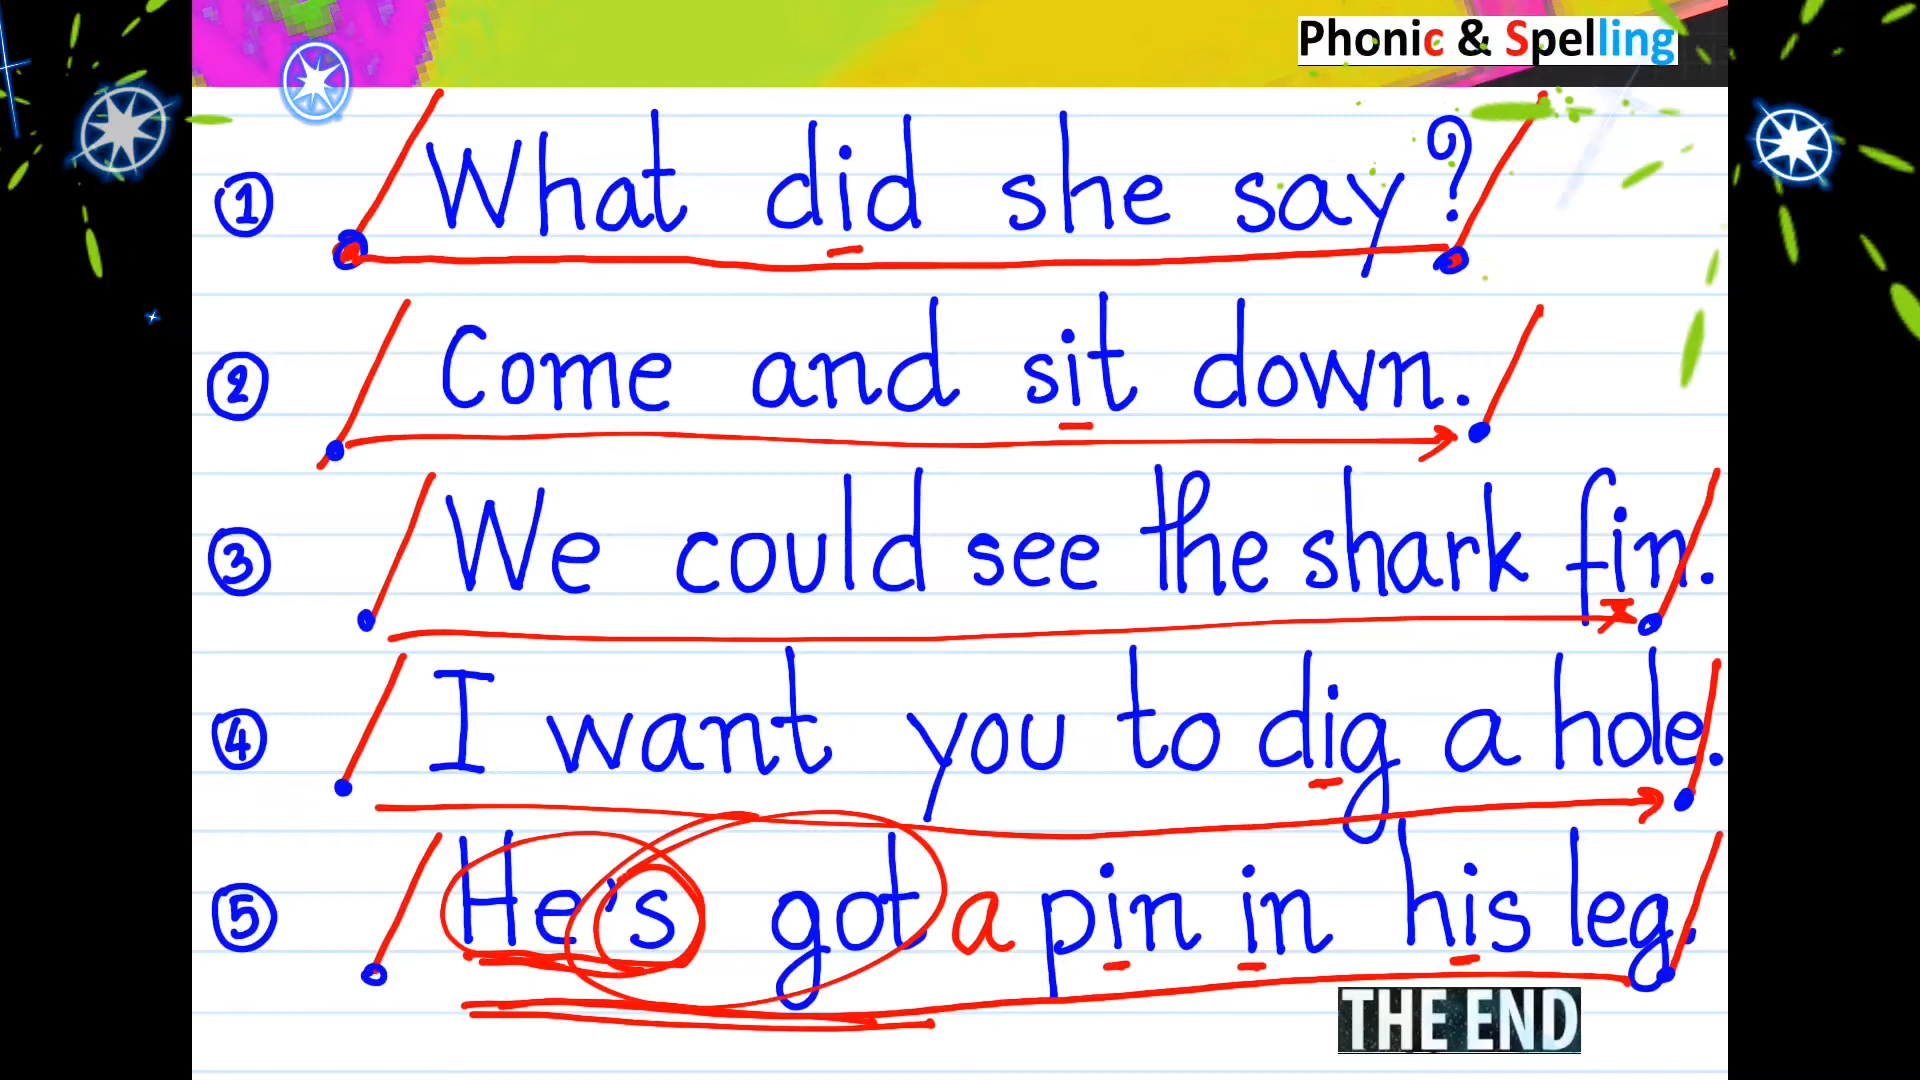 Phonic & Spelling
① What did she say?
② Come and sit down.
③ We could see the shark fin.
④ I want you to dig a hole.
⑤ He's got a pin in his leg.
THE END